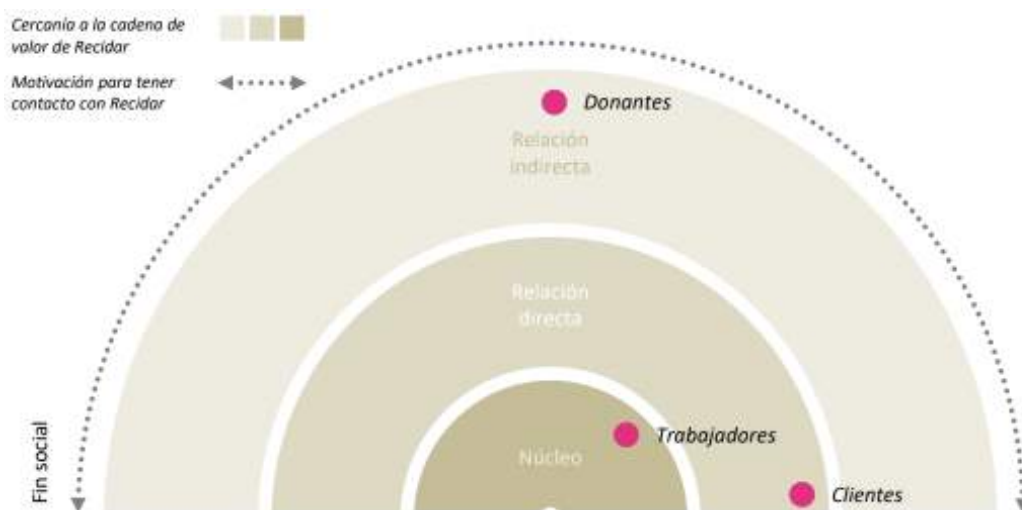 Cercanía a la cadena de
valor de Recidar
Motivación para tener
contacto con Recidar
Donantes
Relación
indirecta
Relación
directa
Trabajadores
Núcleo
Clientes
Fin social